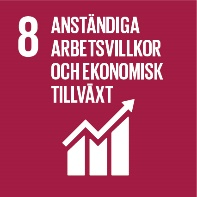 8 ANSTÄNDIGA
ARBETSVILLKOR
OCH EKONOMISK
TILLVÄXT